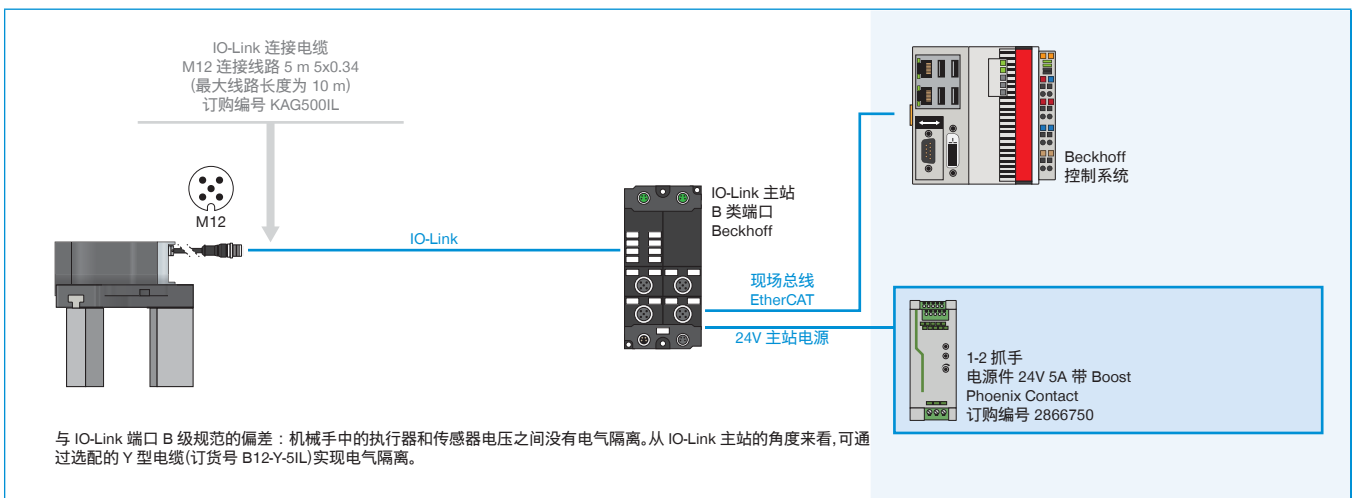 IO-Link 连接电缆
M12 连接线路 5 m 5x0.34
(最大线路长度为 10 m)
订购编号 KAG500IL
M12
IO-Link
IO-Link 主站
B 类端口
Beckhoff
现场总线
EtherCAT
24V 主站电源
Beckhoff
控制系统
1-2 抓手
电源件 24V 5A 带 Boost
Phoenix Contact
订购编号 2866750
与 IO-Link 端口 B 级规范的偏差：机械手中的执行器和传感器电压之间没有电气隔离。从 IO-Link 主站的角度来看,可通
过选配的 Y 型电缆(订货号 B12-Y-5IL)实现电气隔离。